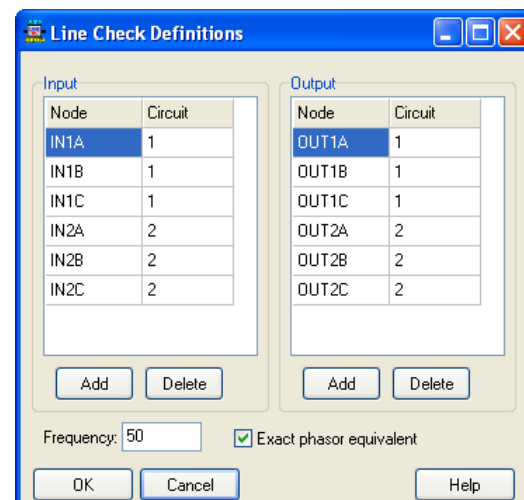 Line Check Definitions
Input
Node Circuit
IN1A 1
IN1B 1
IN1C 1
IN2A 2
IN2B 2
IN2C 2
Add Delete
Output
Node Circuit
OUT1A 1
OUT1B 1
OUT1C 1
OUT2A 2
OUT2B 2
OUT2C 2
Add Delete
Frequency: 50 Exact phasor equivalent
OK Cancel Help